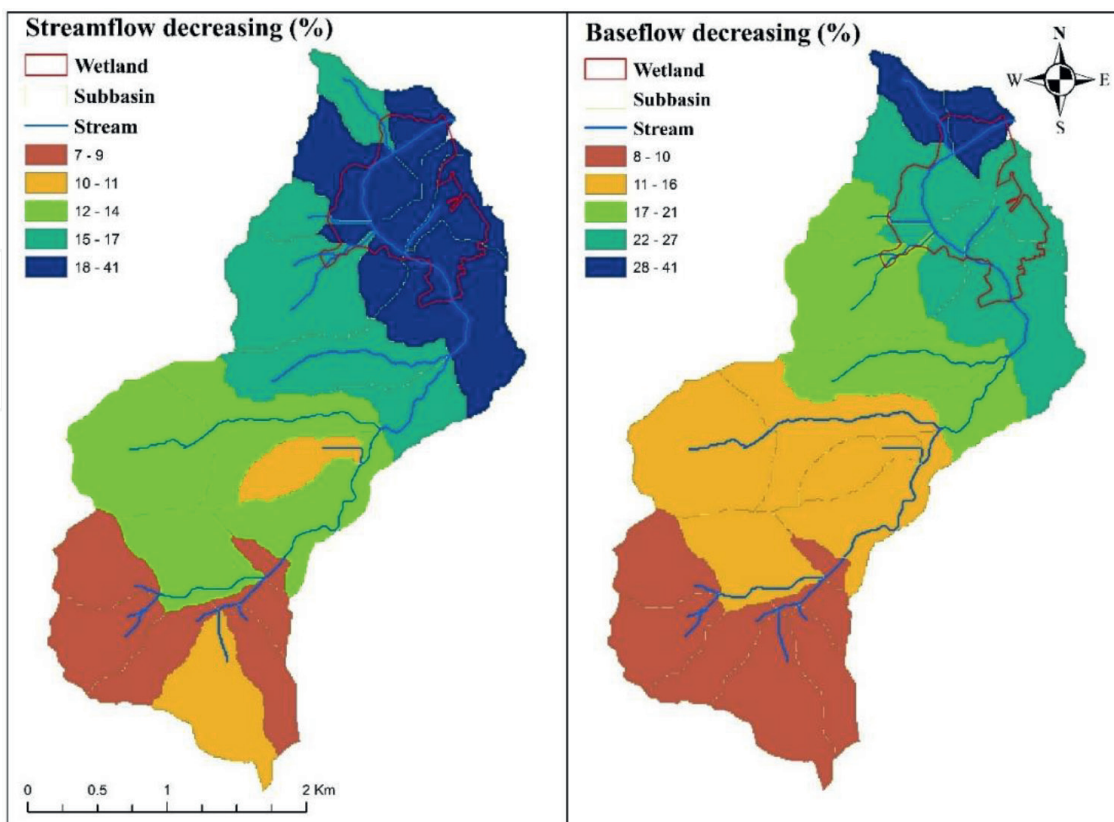 Streamflow decreasing (%)
Wetland
Subbasin
Stream
7 - 9
10 - 11
12 - 14
15 - 17
18 - 41
0 0.5 1 2 Km
Baseflow decreasing (%)
Wetland
Subbasin
Stream
8 - 10
11 - 16
17 - 21
22 - 27
28 - 41
N
W E
S